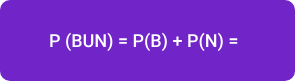 P (BUN) = P(B) + P(N) =